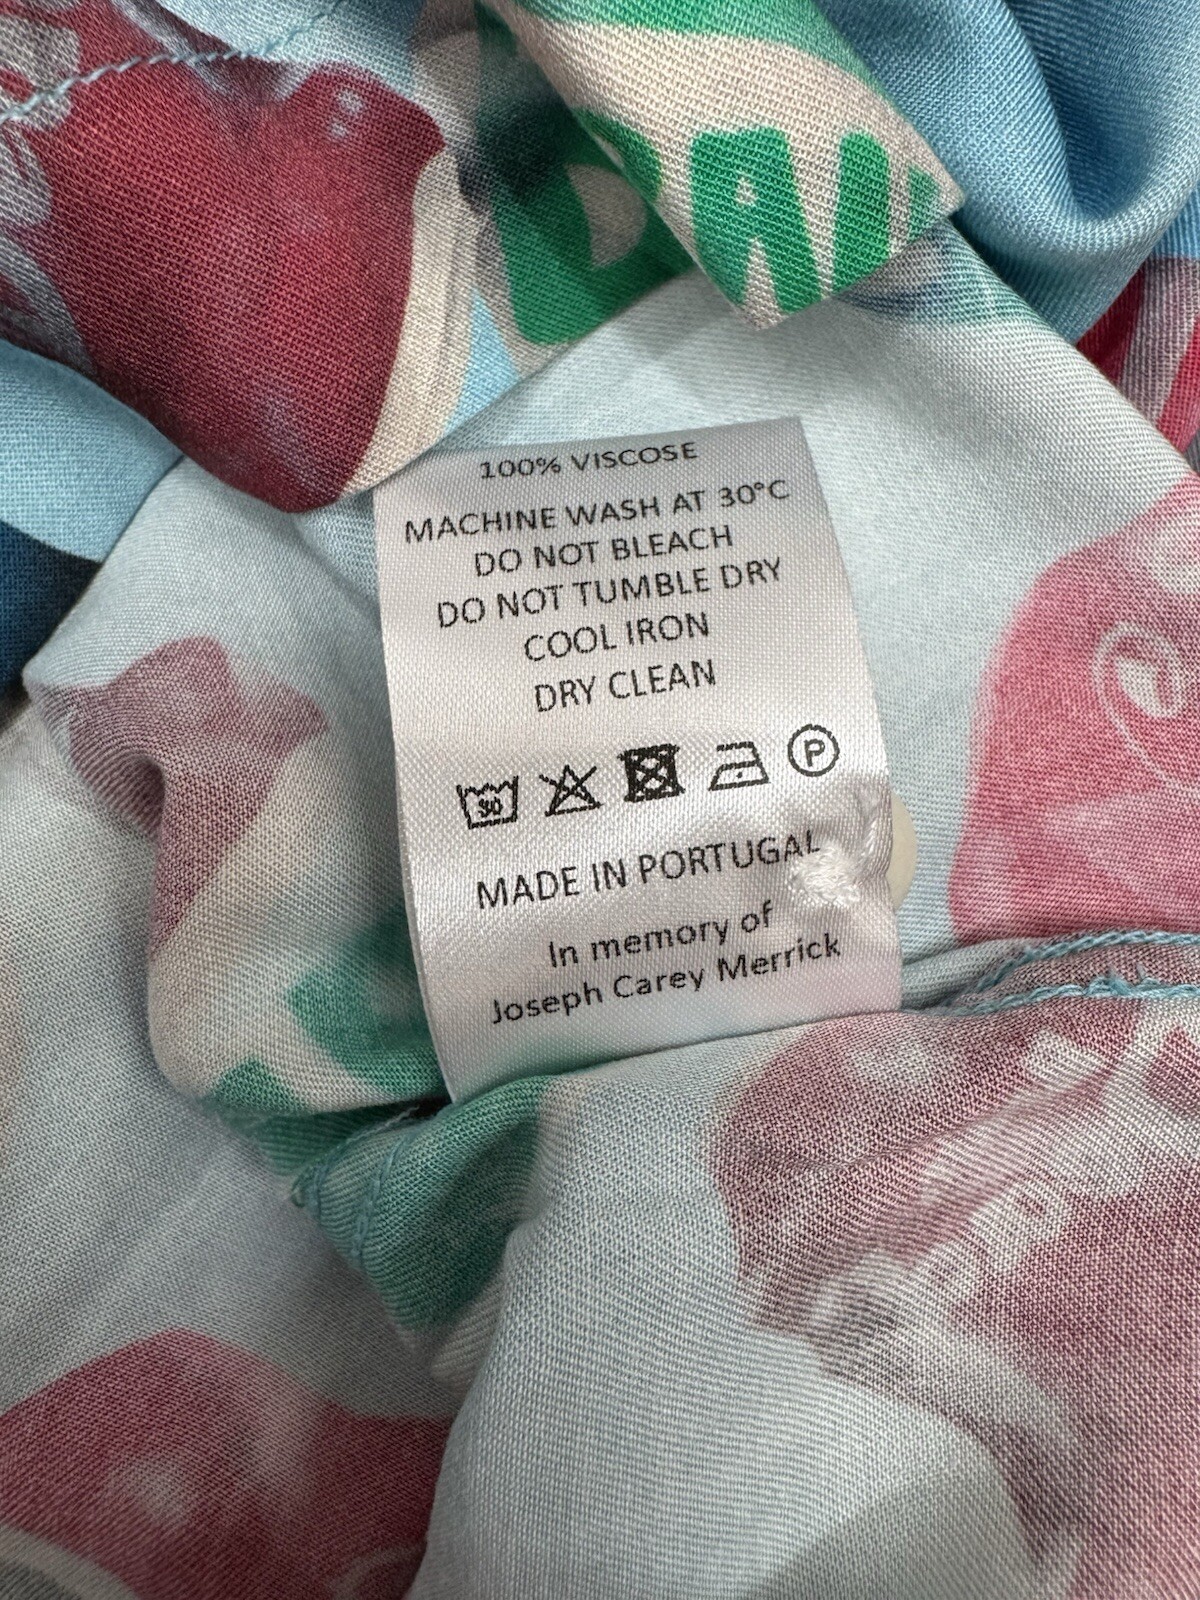 100% VISCOSE
MACHINE WASH AT 30°C
DO NOT BLEACH
DO NOT TUMBLE DRY
COOL IRON
DRY CLEAN
30 P
MADE IN PORTUGAL
In memory of
Joseph Carey Merrick